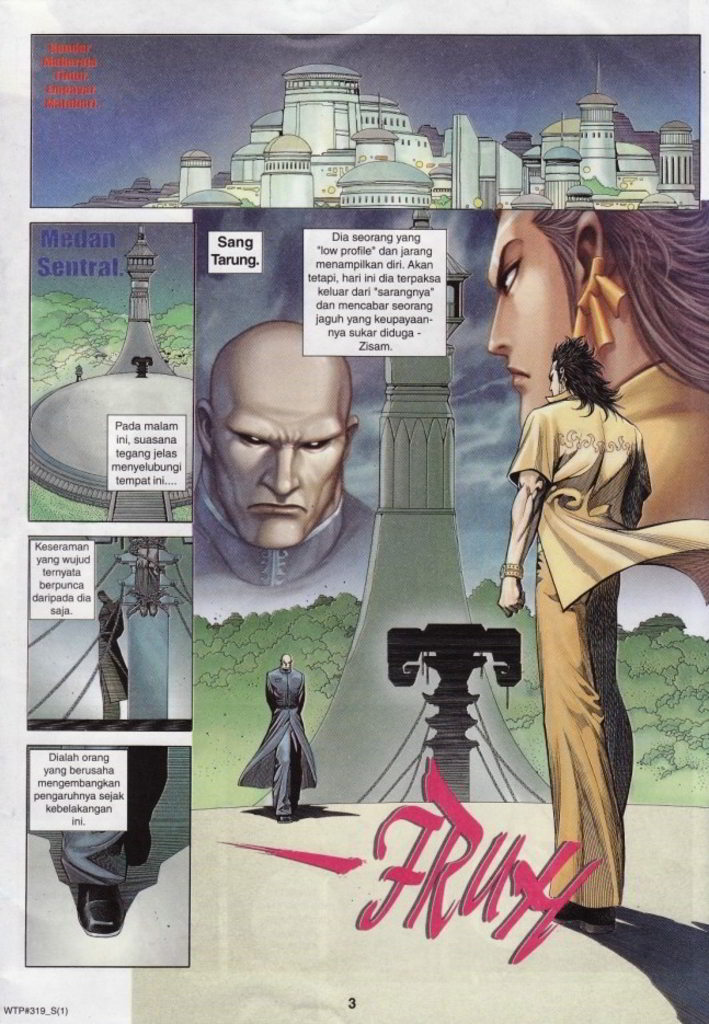 Bandar
Maharaja
Timur.
Empayar
Matahari.
Medan
Sentral.
Pada malam
ini, suasana
tegang jelas
menyelubungi
tempat ini....
Keseraman
yang wujud
ternyata
berpunca
daripada dia
saja.
Dialah orang
yang berusaha
mengembangkan
pengaruhnya sejak
kebelakangan
ini.
Sang
Tarung.
Dia seorang yang
"low profile" dan jarang
menampilkan diri. Akan
tetapi, hari ini dia terpaksa
keluar dari "sarangnya"
dan mencabar seorang
jaguh yang keupayaan-
nya sukar diduga -
Zisam.
FRUH
3
WTP#319_S(1)